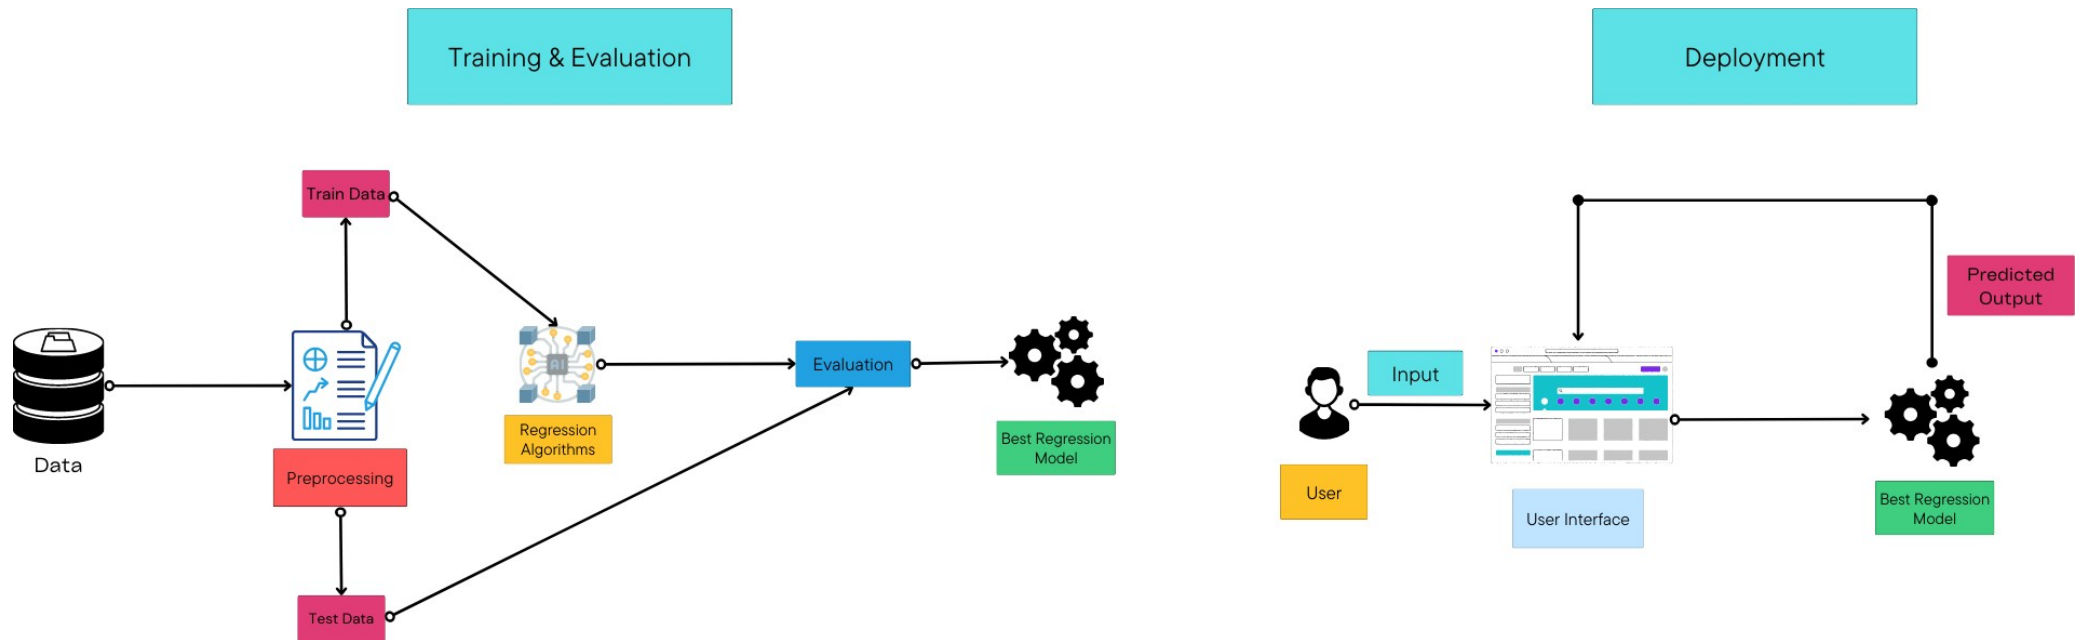 Training & Evaluation
Deployment
Train Data
Predicted
Output
Evaluation
Input
AI
Regression
Algorithms
Best Regression
Model
Data
Preprocessing
User
User Interface
Best Regression
Model
Test Data